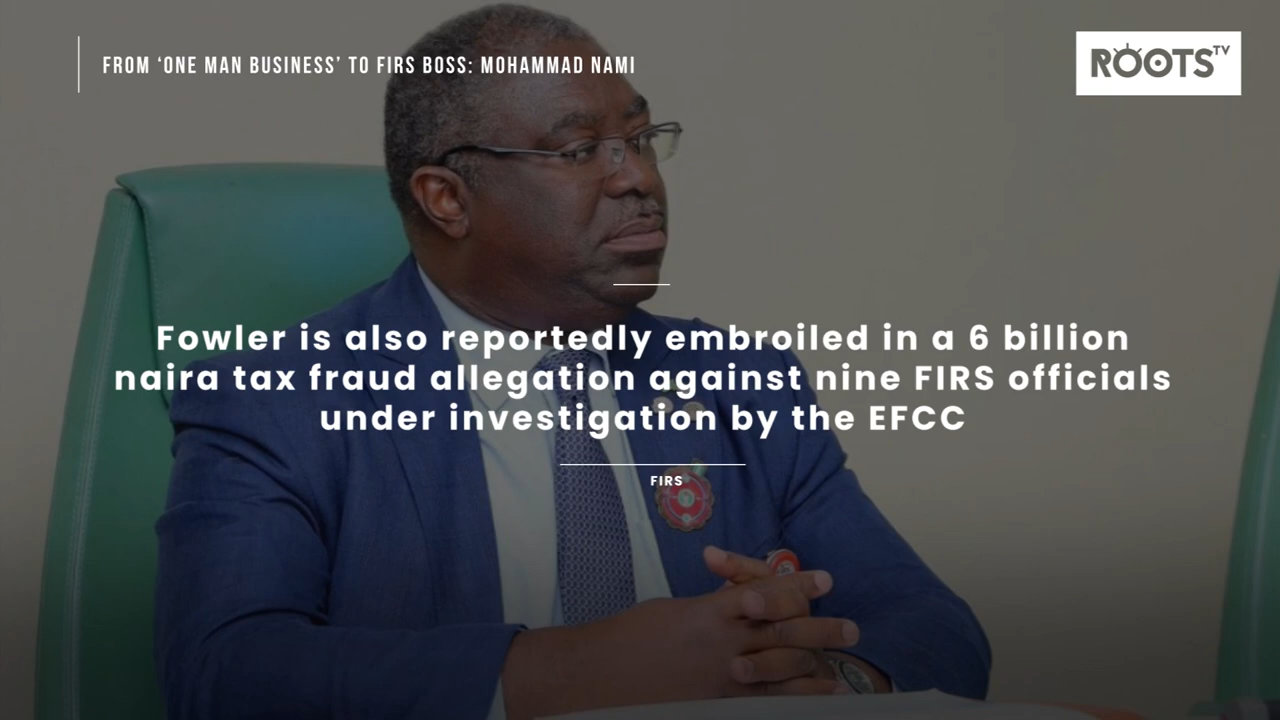 FROM ‘ONE MAN BUSINESS’ TO FIRS BOSS: MOHAMMAD NAMI
ROOTS TV
Fowler is also reportedly embroiled in a 6 billion
naira tax fraud allegation against nine FIRS officials
under investigation by the EFCC
FIRS